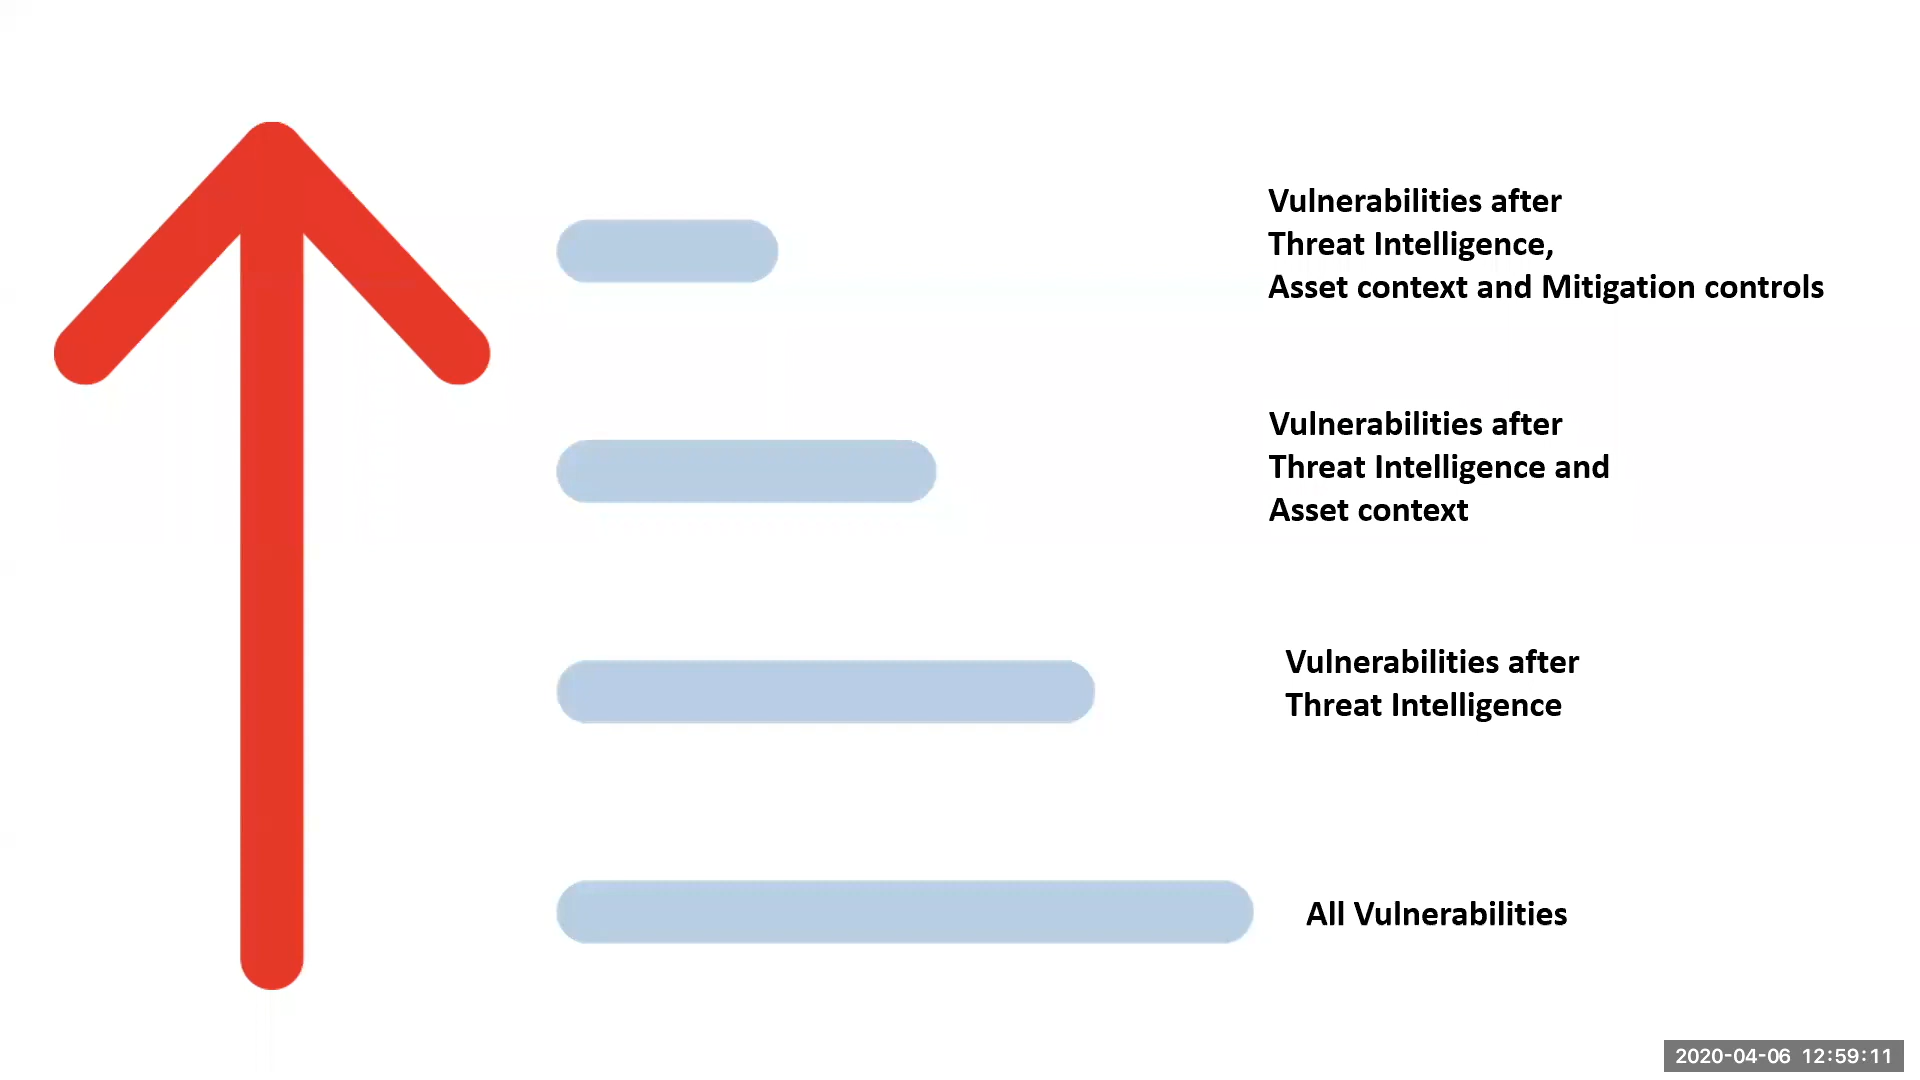 Vulnerabilities after
Threat Intelligence,
Asset context and Mitigation controls
Vulnerabilities after
Threat Intelligence and
Asset context
Vulnerabilities after
Threat Intelligence
All Vulnerabilities
2020-04-06 12:59:11